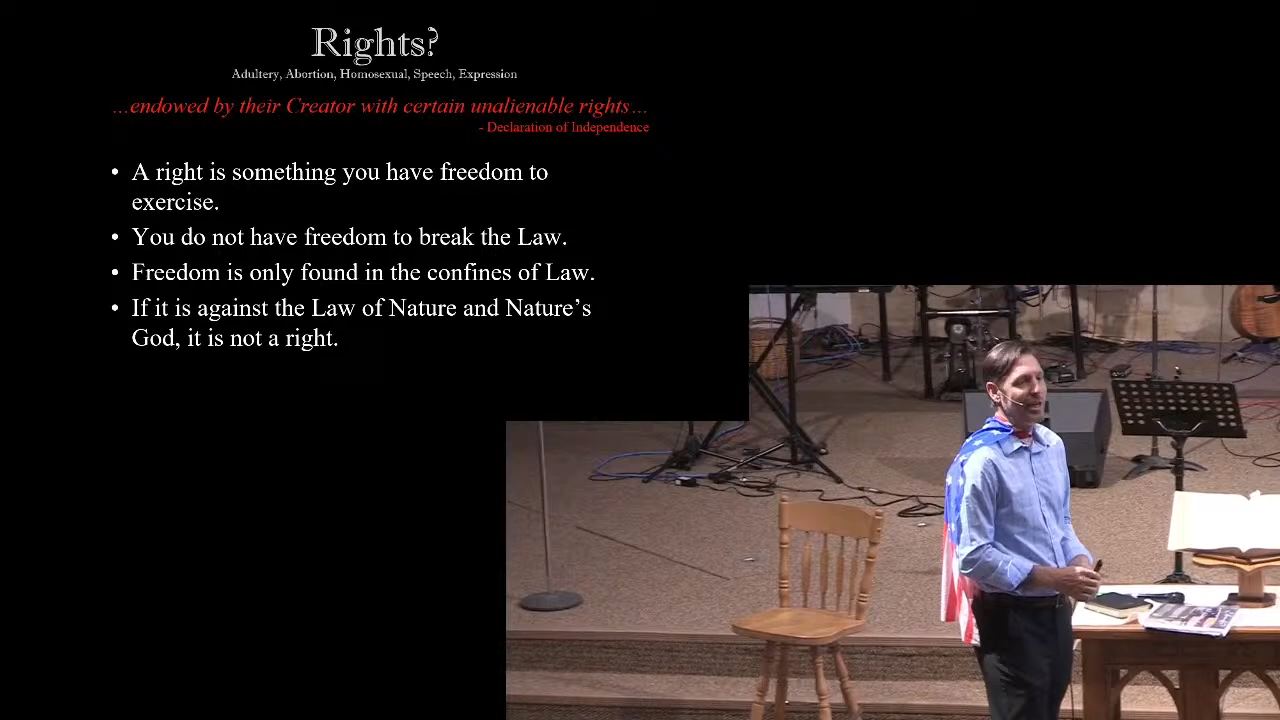 Rights?
Adultery, Abortion, Homosexual, Speech, Expression
…endowed by their Creator with certain unalienable rights…
- Declaration of Independence
• A right is something you have freedom to
exercise.
• You do not have freedom to break the Law.
• Freedom is only found in the confines of Law.
• If it is against the Law of Nature and Nature’s
God, it is not a right.